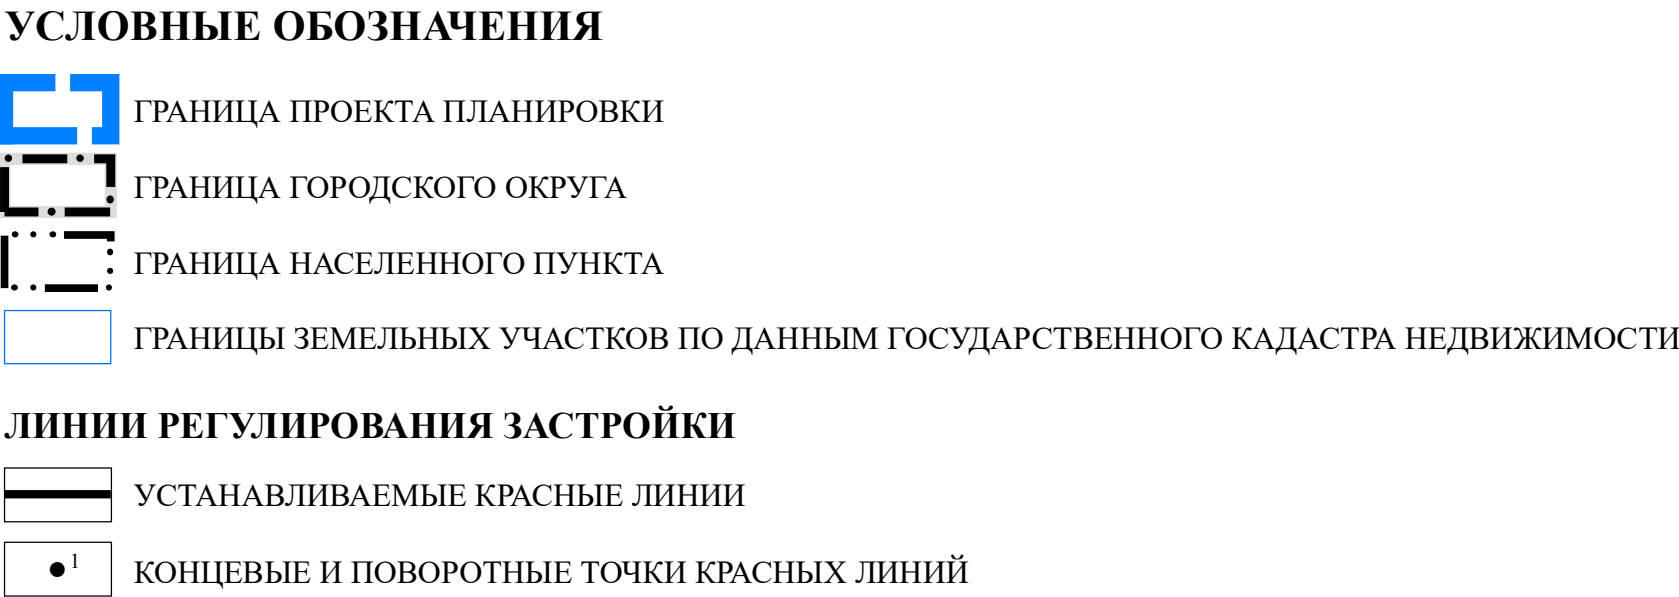 УСЛОВНЫЕ ОБОЗНАЧЕНИЯ
ГРАНИЦА ПРОЕКТА ПЛАНИРОВКИ
ГРАНИЦА ГОРОДСКОГО ОКРУГА
ГРАНИЦА НАСЕЛЕННОГО ПУНКТА
ГРАНИЦЫ ЗЕМЕЛЬНЫХ УЧАСТКОВ ПО ДАННЫМ ГОСУДАРСТВЕННОГО КАДАСТРА НЕДВИЖИМОСТИ
ЛИНИИ РЕГУЛИРОВАНИЯ ЗАСТРОЙКИ
УСТАНАВЛИВАЕМЫЕ КРАСНЫЕ ЛИНИИ
1 КОНЦЕВЫЕ И ПОВОРОТНЫЕ ТОЧКИ КРАСНЫХ ЛИНИЙ